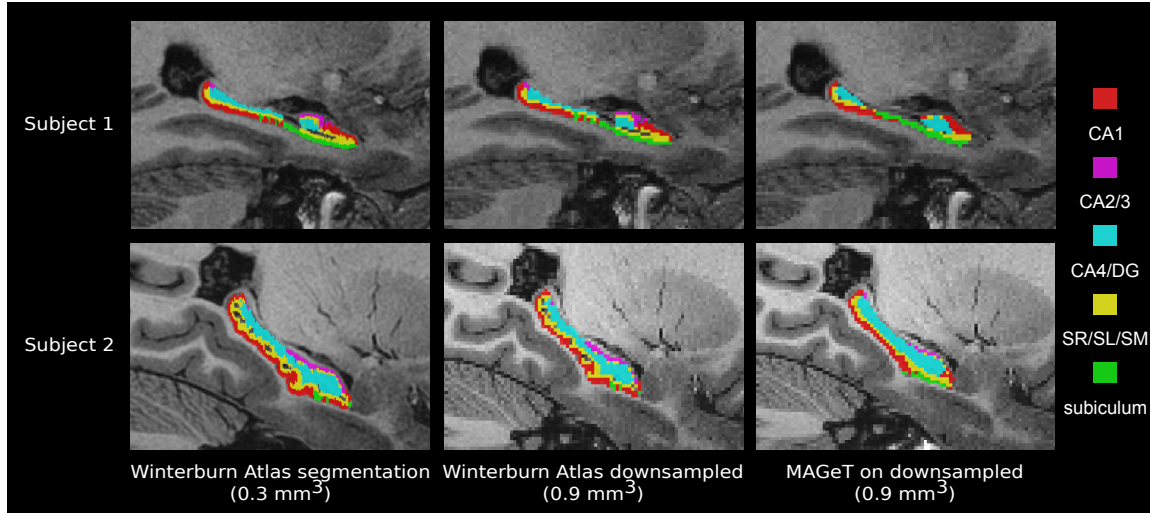 Subject 1
Subject 2
CA1
CA2/3
CA4/DG
SR/SL/SM
subiculum
Winterburn Atlas segmentation
(0.3 mm³)
Winterburn Atlas downsampled
(0.9 mm³)
MAGeT on downsampled
(0.9 mm³)